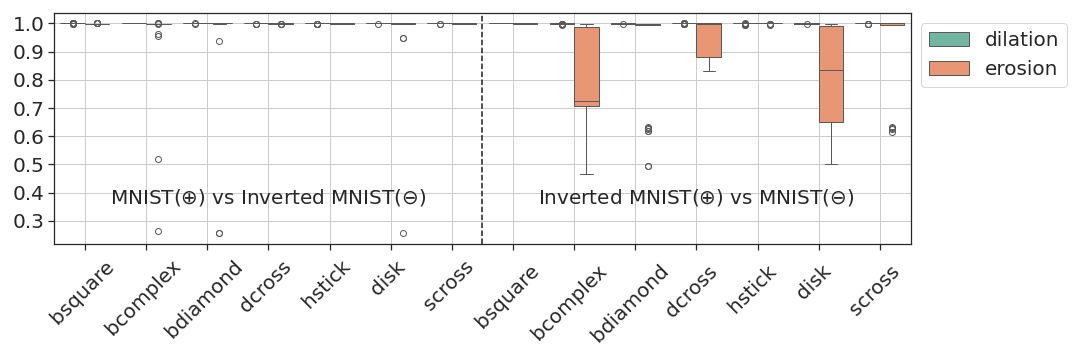 1.0
0.9
0.8
0.7
0.6
0.5
0.4
0.3
MNIST(⊕) vs Inverted MNIST(⊖)
Inverted MNIST(⊕) vs MNIST(⊖)
bsquare
bcomplex
bdiamond
dcross
hstick
disk
scross
bsquare
bcomplex
bdiamond
dcross
hstick
disk
scross
dilation
erosion